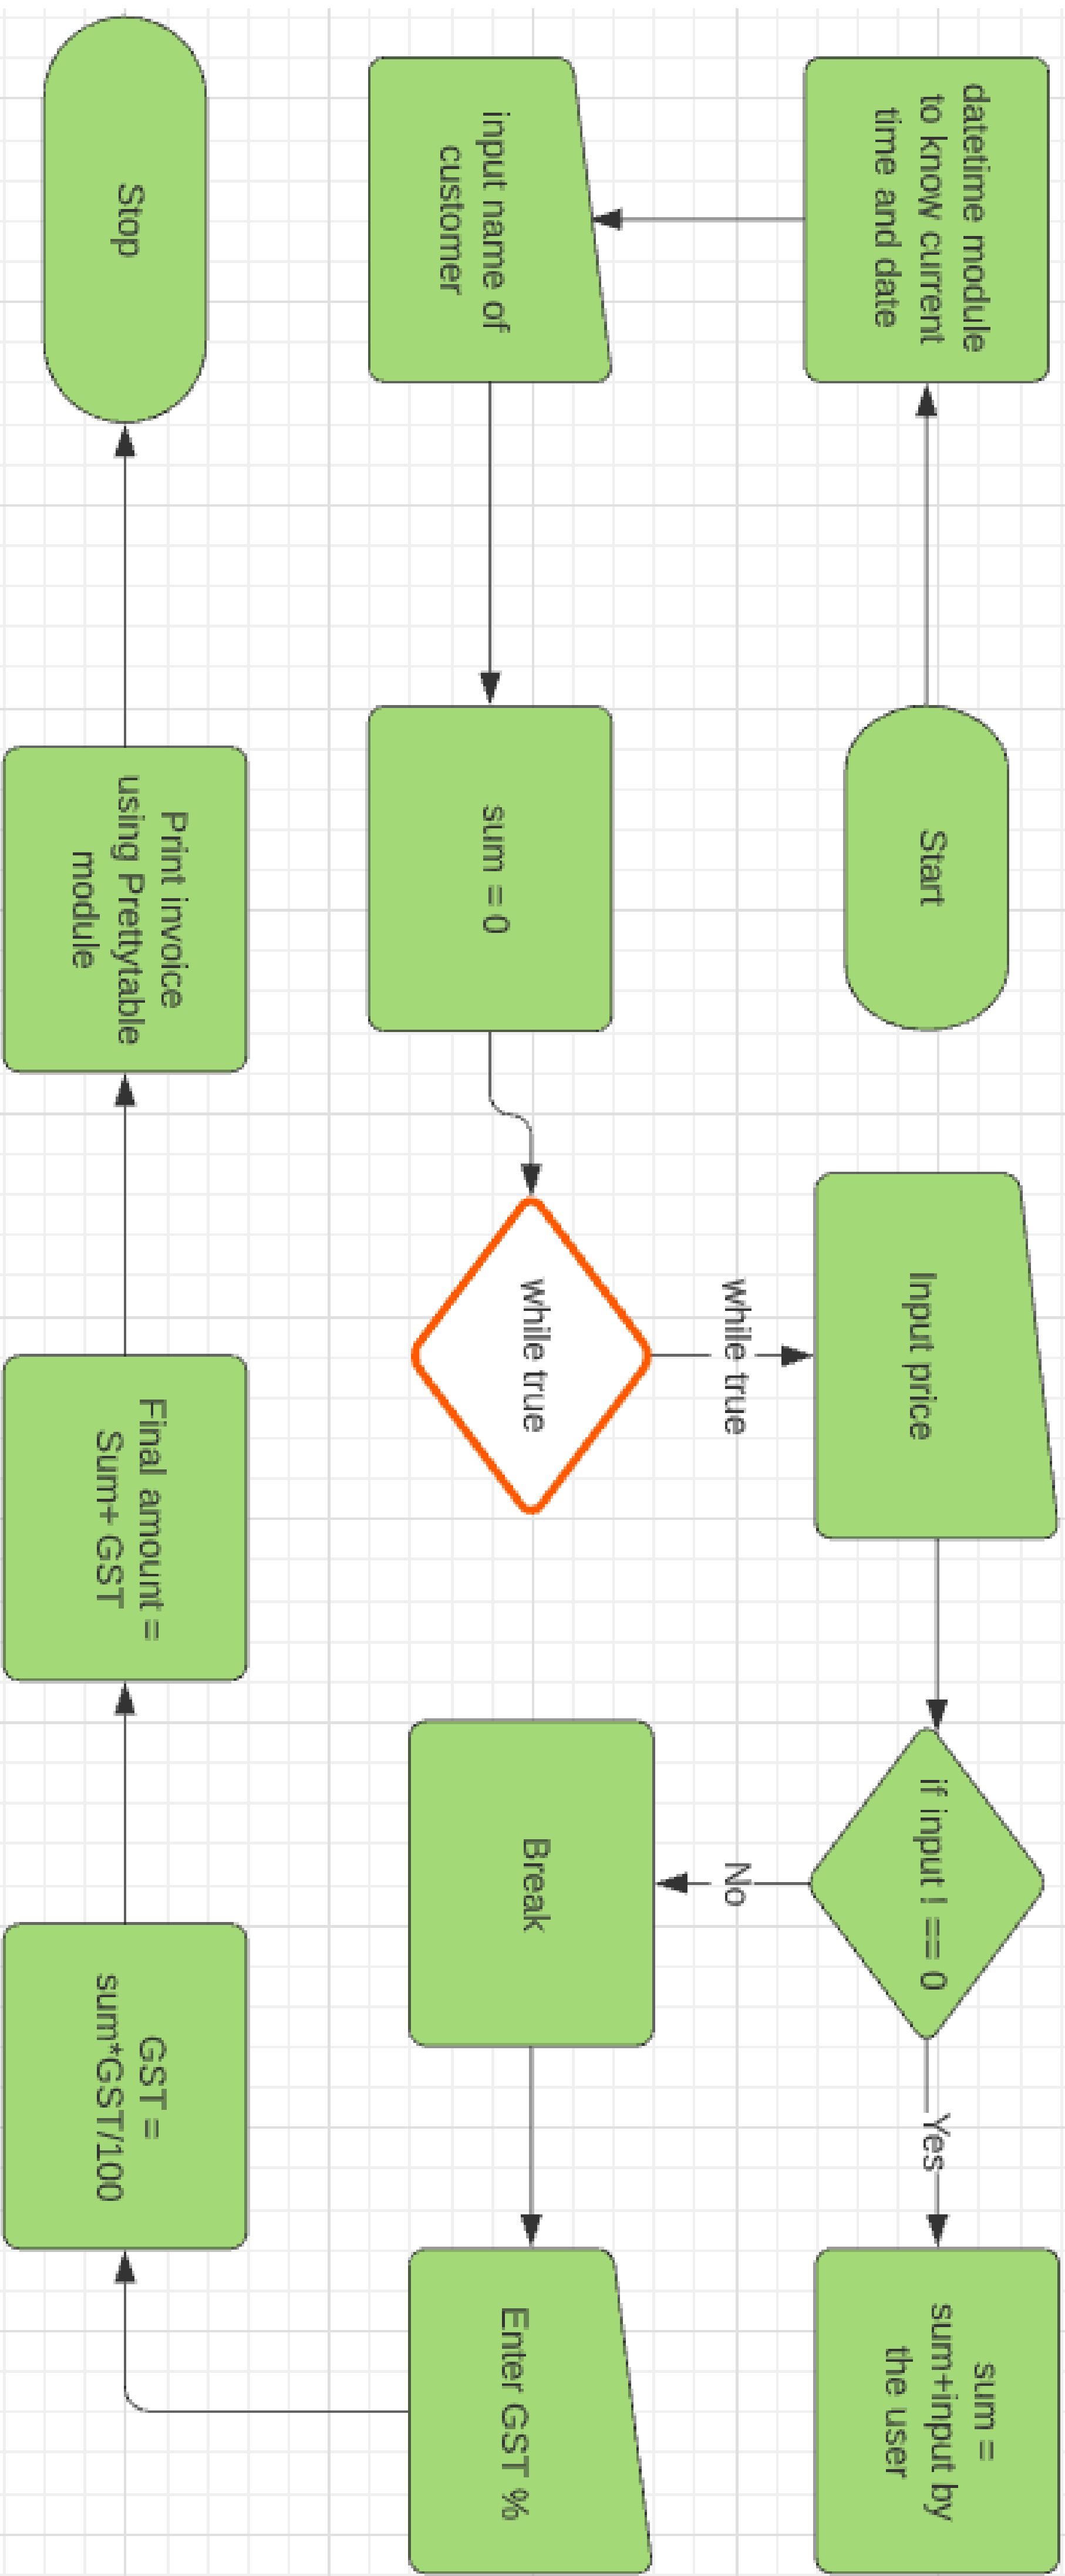 datetime module
to know current
time and date
Start
Input price
if input ! == 0
Yes
sum =
sum+input by
the user
while true
No
input name of
customer
sum = 0
while true
Break
Enter GST %
Stop
Print invoice
using Prettytable
module
Final amount =
Sum+ GST
GST =
sum*GST/100